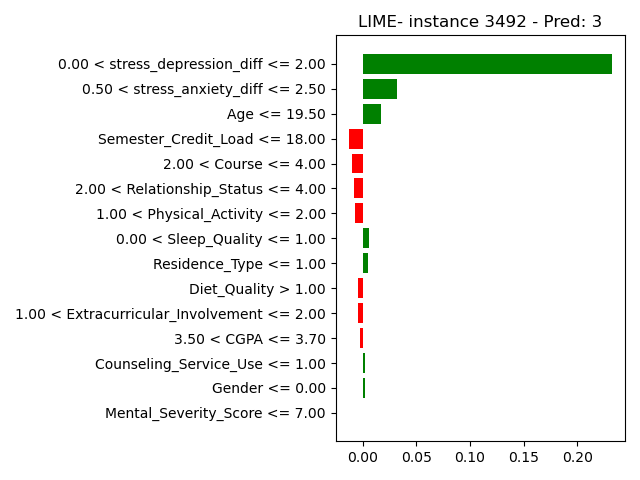 LIME- instance 3492 - Pred: 3
0.00 < stress_depression_diff <= 2.00
0.50 < stress_anxiety_diff <= 2.50
Age <= 19.50
Semester_Credit_Load <= 18.00
2.00 < Course <= 4.00
2.00 < Relationship_Status <= 4.00
1.00 < Physical_Activity <= 2.00
0.00 < Sleep_Quality <= 1.00
Residence_Type <= 1.00
Diet_Quality > 1.00
1.00 < Extracurricular_Involvement <= 2.00
3.50 < CGPA <= 3.70
Counseling_Service_Use <= 1.00
Gender <= 0.00
Mental_Severity_Score <= 7.00
0.00 0.05 0.10 0.15 0.20